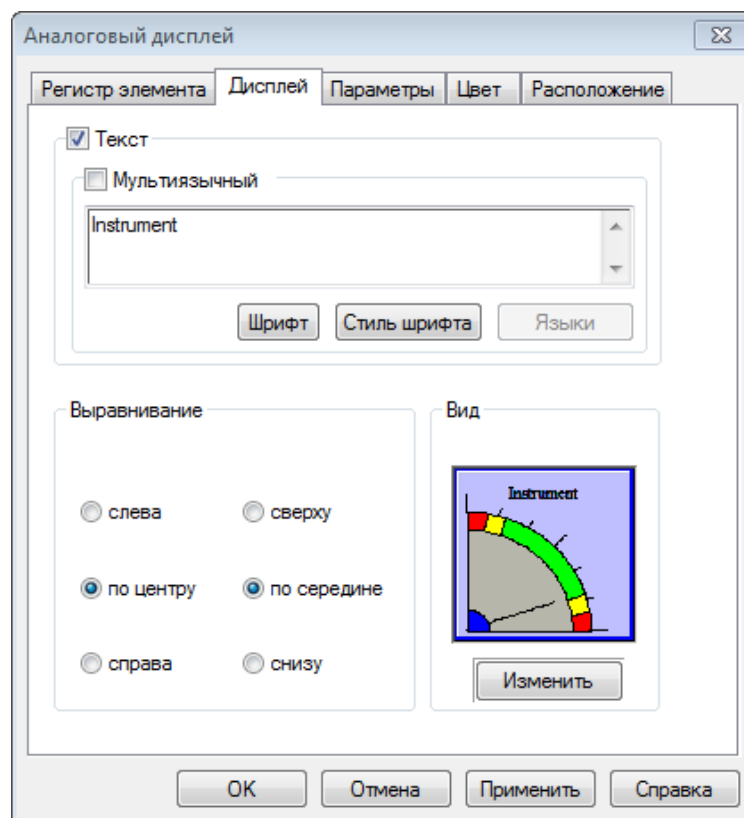 Аналоговый дисплей
Регистр элемента Дисплей Параметры Цвет Расположение
Текст
Мультиязычный
Instrument
Шрифт Стиль шрифта Языки
Выравнивание Вид
Instrument
слева сверху
по центру по середине
справа снизу
Изменить
OK Отмена Применить Справка